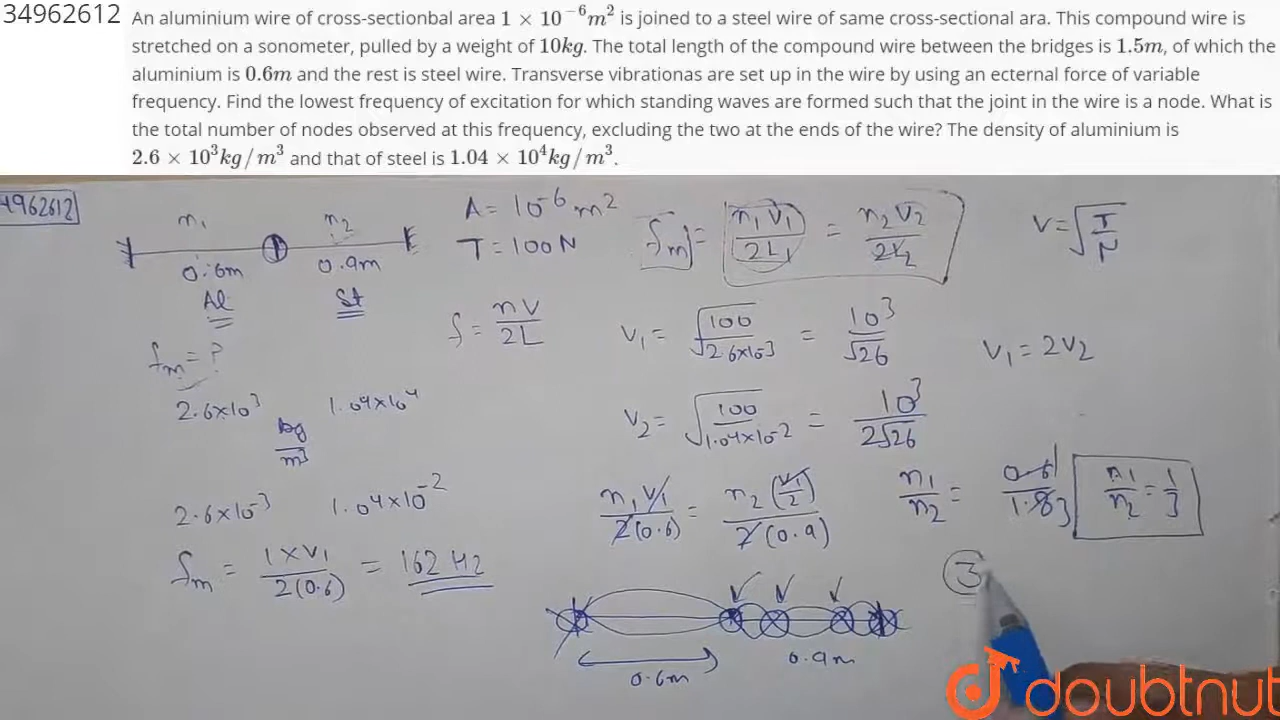 34962612
An aluminium wire of cross-sectionbal area 1 × 10⁻⁶m² is joined to a steel wire of same cross-sectional ara. This compound wire is
stretched on a sonometer, pulled by a weight of 10kg. The total length of the compound wire between the bridges is 1.5m, of which the
aluminium is 0.6m and the rest is steel wire. Transverse vibrationas are set up in the wire by using an ecternal force of variable
frequency. Find the lowest frequency of excitation for which standing waves are formed such that the joint in the wire is a node. What is
the total number of nodes observed at this frequency, excluding the two at the ends of the wire? The density of aluminium is
2.6 × 10³kg/m³ and that of steel is 1.04 × 10⁴kg/m³.
4962612
n₁ n₂
0.6m 0.9m
Al St
A = 10⁻⁶ m²
T = 100N
fₘ = n₁V₁/2L₁ = n₂V₂/2L₂
V = √(T/μ)
f = nV/2L
V₁ = √(100/2.6×10⁻³) = 10³/√26
V₁ = 2V₂
fₘ = ?
2.6×10³ kg/m³ 1.04×10⁴
V₂ = √(100/1.04×10⁻²) = 10³/2√26
2.6×10⁻³ 1.04×10⁻²
n₁V₁/2(0.6) = n₂(V₁/2)/2(0.9)
n₁/n₂ = 0.6/1.8 3
n₁/n₂ = 1/3
fₘ = 1×V₁/2(0.6) = 162 Hz
3
0.6m 0.9m
doubtnut